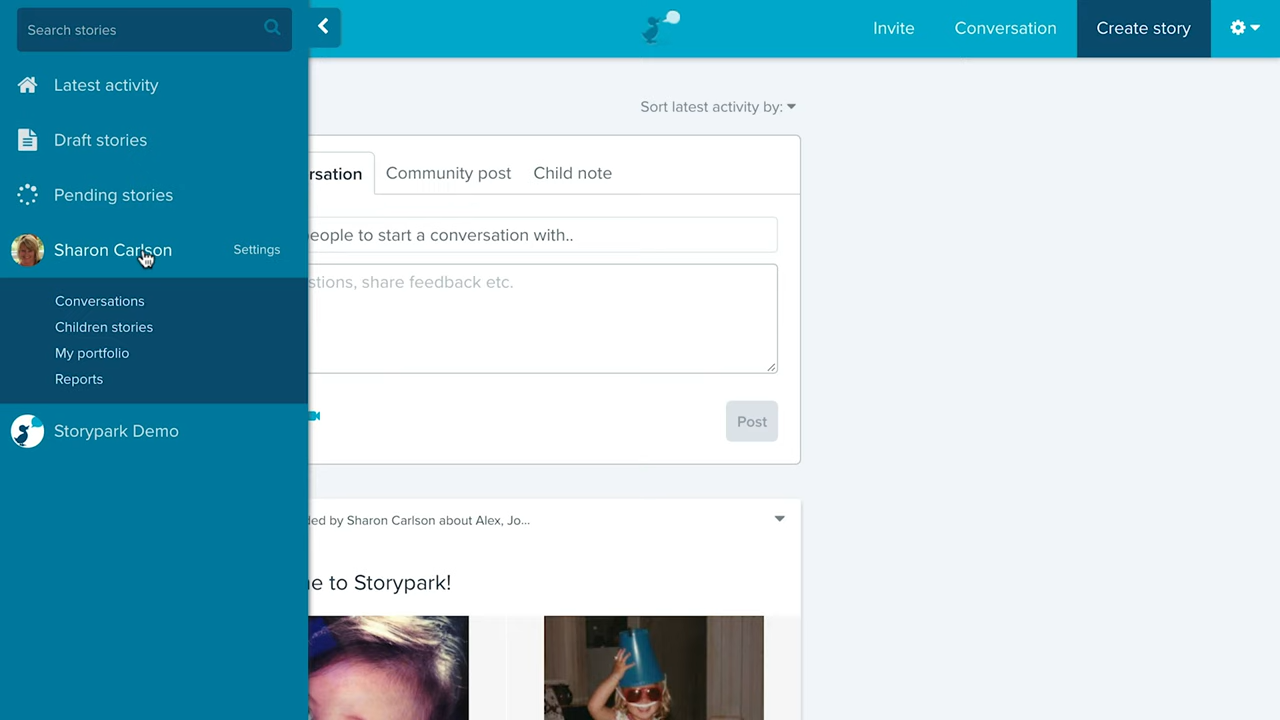 Search stories
Invite
Conversation
Create story
Latest activity
Draft stories
Pending stories
Sharon Carlson
Settings
Conversations
Children stories
My portfolio
Reports
Storypark Demo
Sort latest activity by:
rsation
Community post
Child note
eople to start a conversation with..
stions, share feedback etc.
Post
ded by Sharon Carlson about Alex, Jo...
e to Storypark!